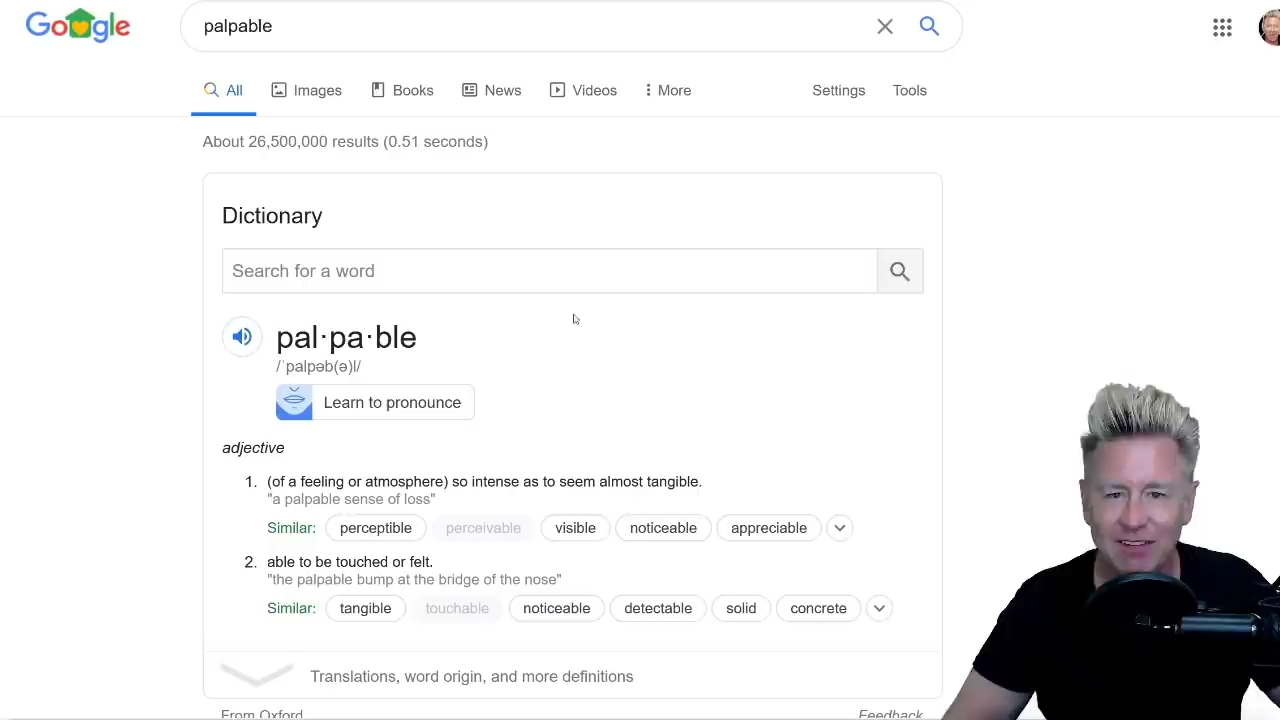 Google
palpable
All Images Books News Videos More Settings Tools
About 26,500,000 results (0.51 seconds)
Dictionary
Search for a word
pal·pa·ble
/ˈpalpəb(ə)l/
Learn to pronounce
adjective
1. (of a feeling or atmosphere) so intense as to seem almost tangible.
"a palpable sense of loss"
Similar: perceptible perceivable visible noticeable appreciable
2. able to be touched or felt.
"the palpable bump at the bridge of the nose"
Similar: tangible touchable noticeable detectable solid concrete
Translations, word origin, and more definitions
From Oxford Feedback